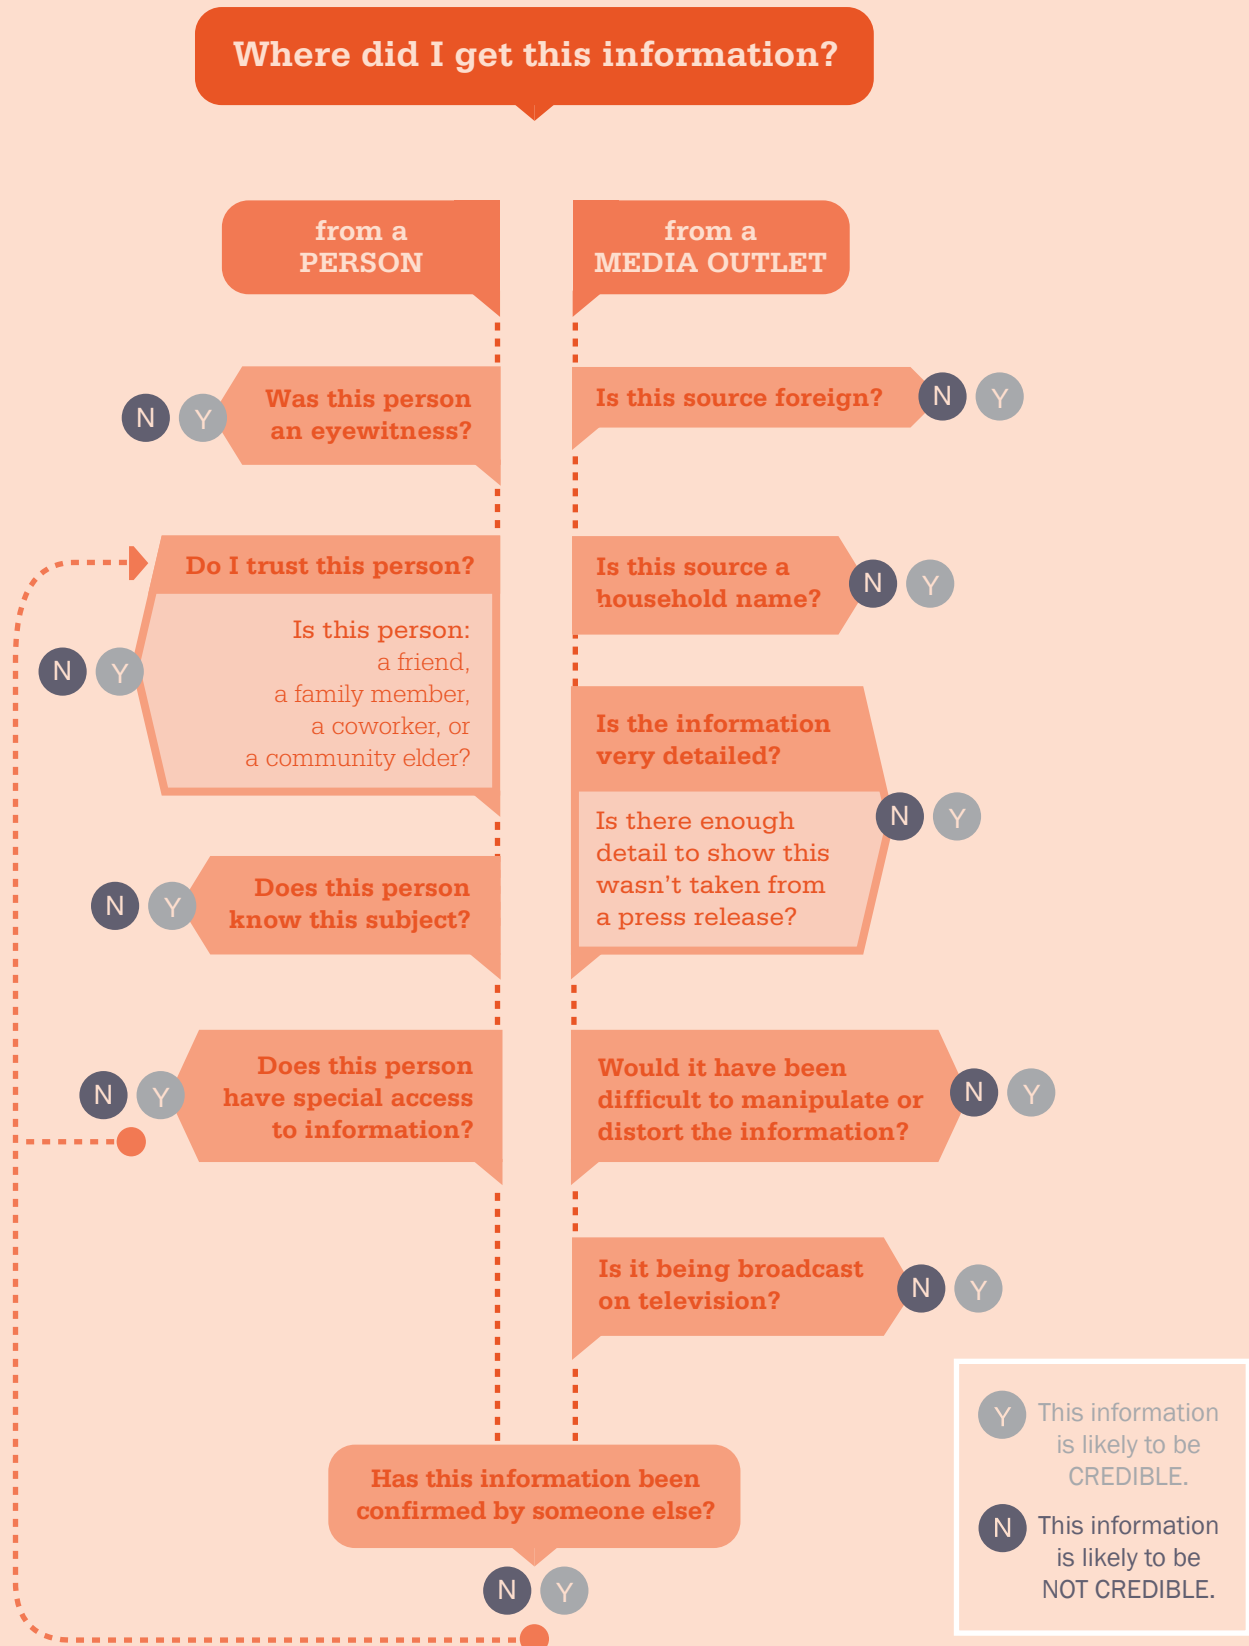 Where did I get this information?
from a
PERSON
Was this person
an eyewitness?
N Y
Do I trust this person?
Is this person:
a friend,
a family member,
a coworker, or
a community elder?
N Y
Does this person
know this subject?
N Y
Does this person
have special access
to information?
N Y
from a
MEDIA OUTLET
Is this source foreign?
N Y
Is this source a
household name?
N Y
Is the information
very detailed?
Is there enough
detail to show this
wasn't taken from
a press release?
N Y
Would it have been
difficult to manipulate or
distort the information?
N Y
Is it being broadcast
on television?
N Y
Has this information been
confirmed by someone else?
N Y
Y This information
is likely to be
CREDIBLE.
N This information
is likely to be
NOT CREDIBLE.